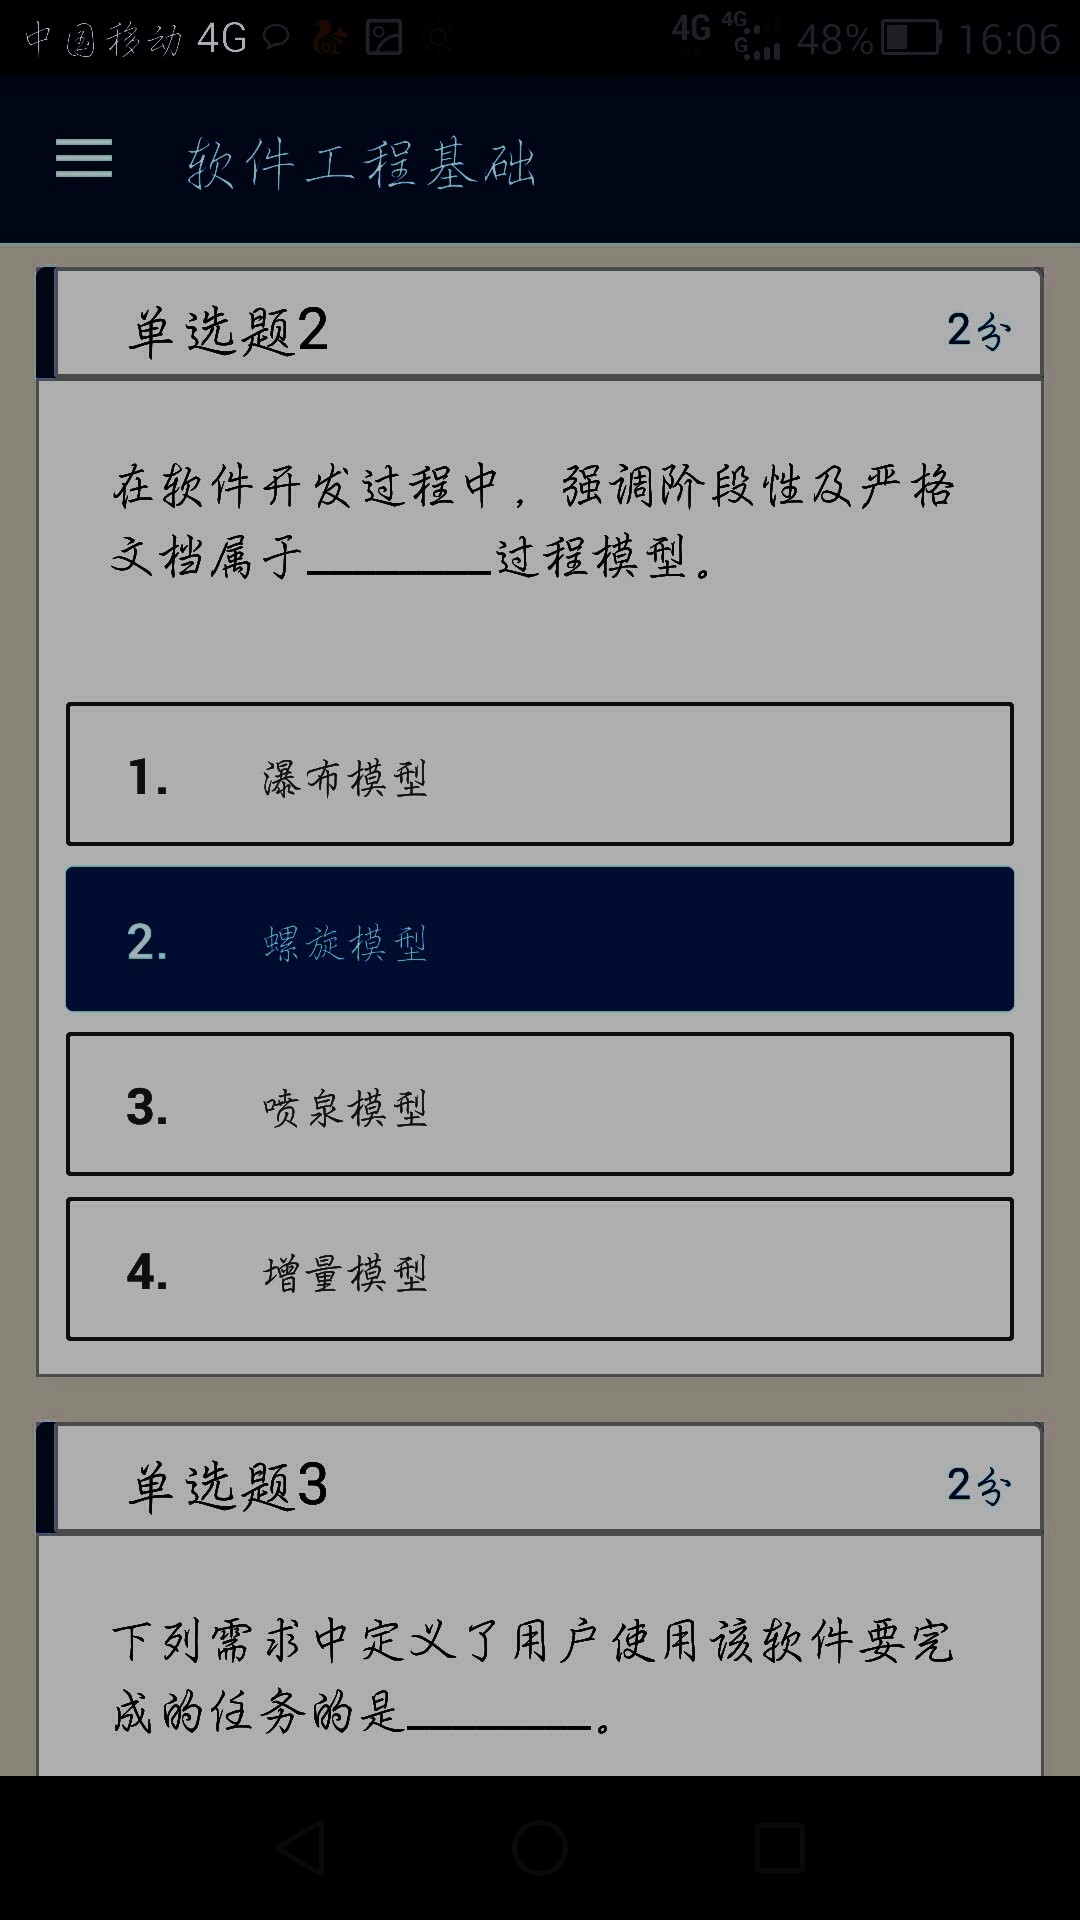 中国移动 4G 4G 4G G 48% 16:06
软件工程基础
单选题2 2分
在软件开发过程中，强调阶段性及严格
文档属于________过程模型。
1. 瀑布模型
2. 螺旋模型
3. 喷泉模型
4. 增量模型
单选题3 2分
下列需求中定义了用户使用该软件要完
成的任务的是________。